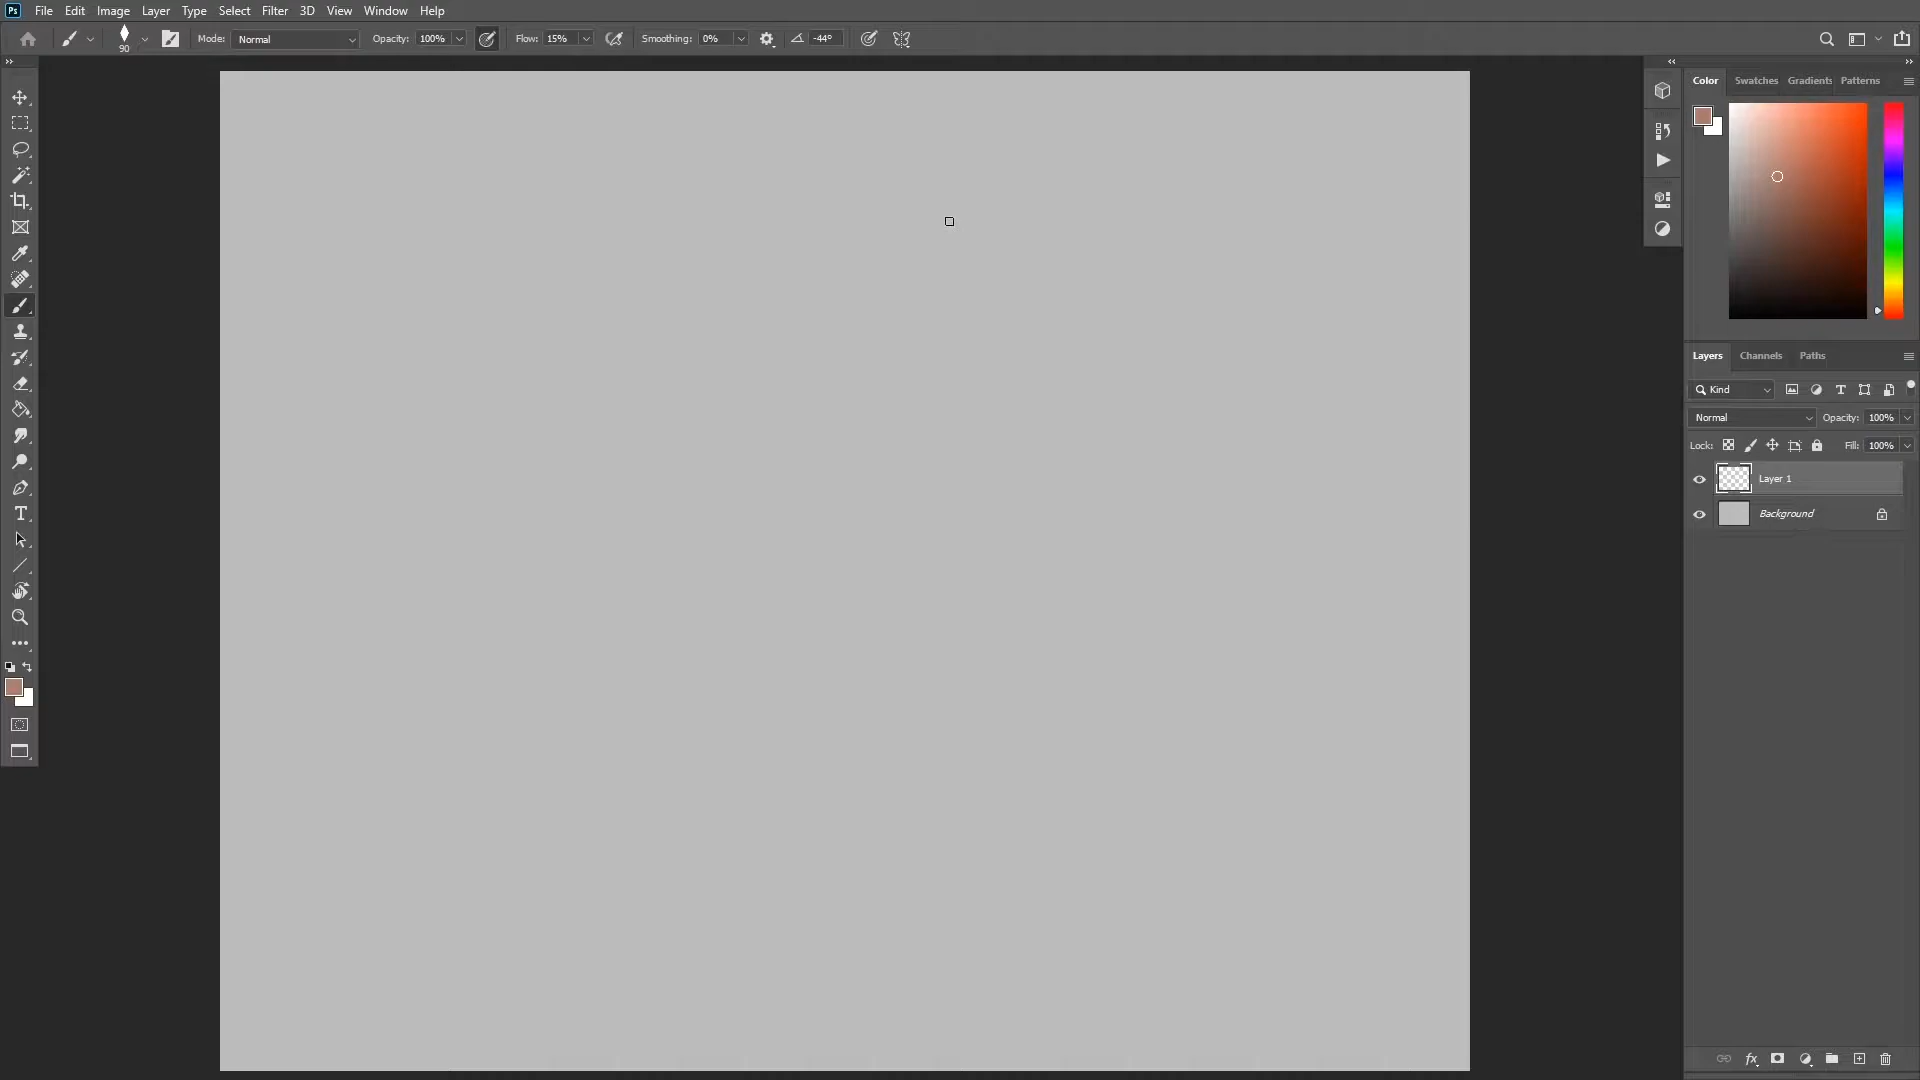 Ps File Edit Image Layer Type Select Filter 3D View Window Help
90 Mode: Normal Opacity: 100% Flow: 15% Smoothing: 0% -44°
Color Swatches Gradients Patterns
Layers Channels Paths
Kind
Normal Opacity: 100%
Lock: Fill: 100%
Layer 1
Background
fx